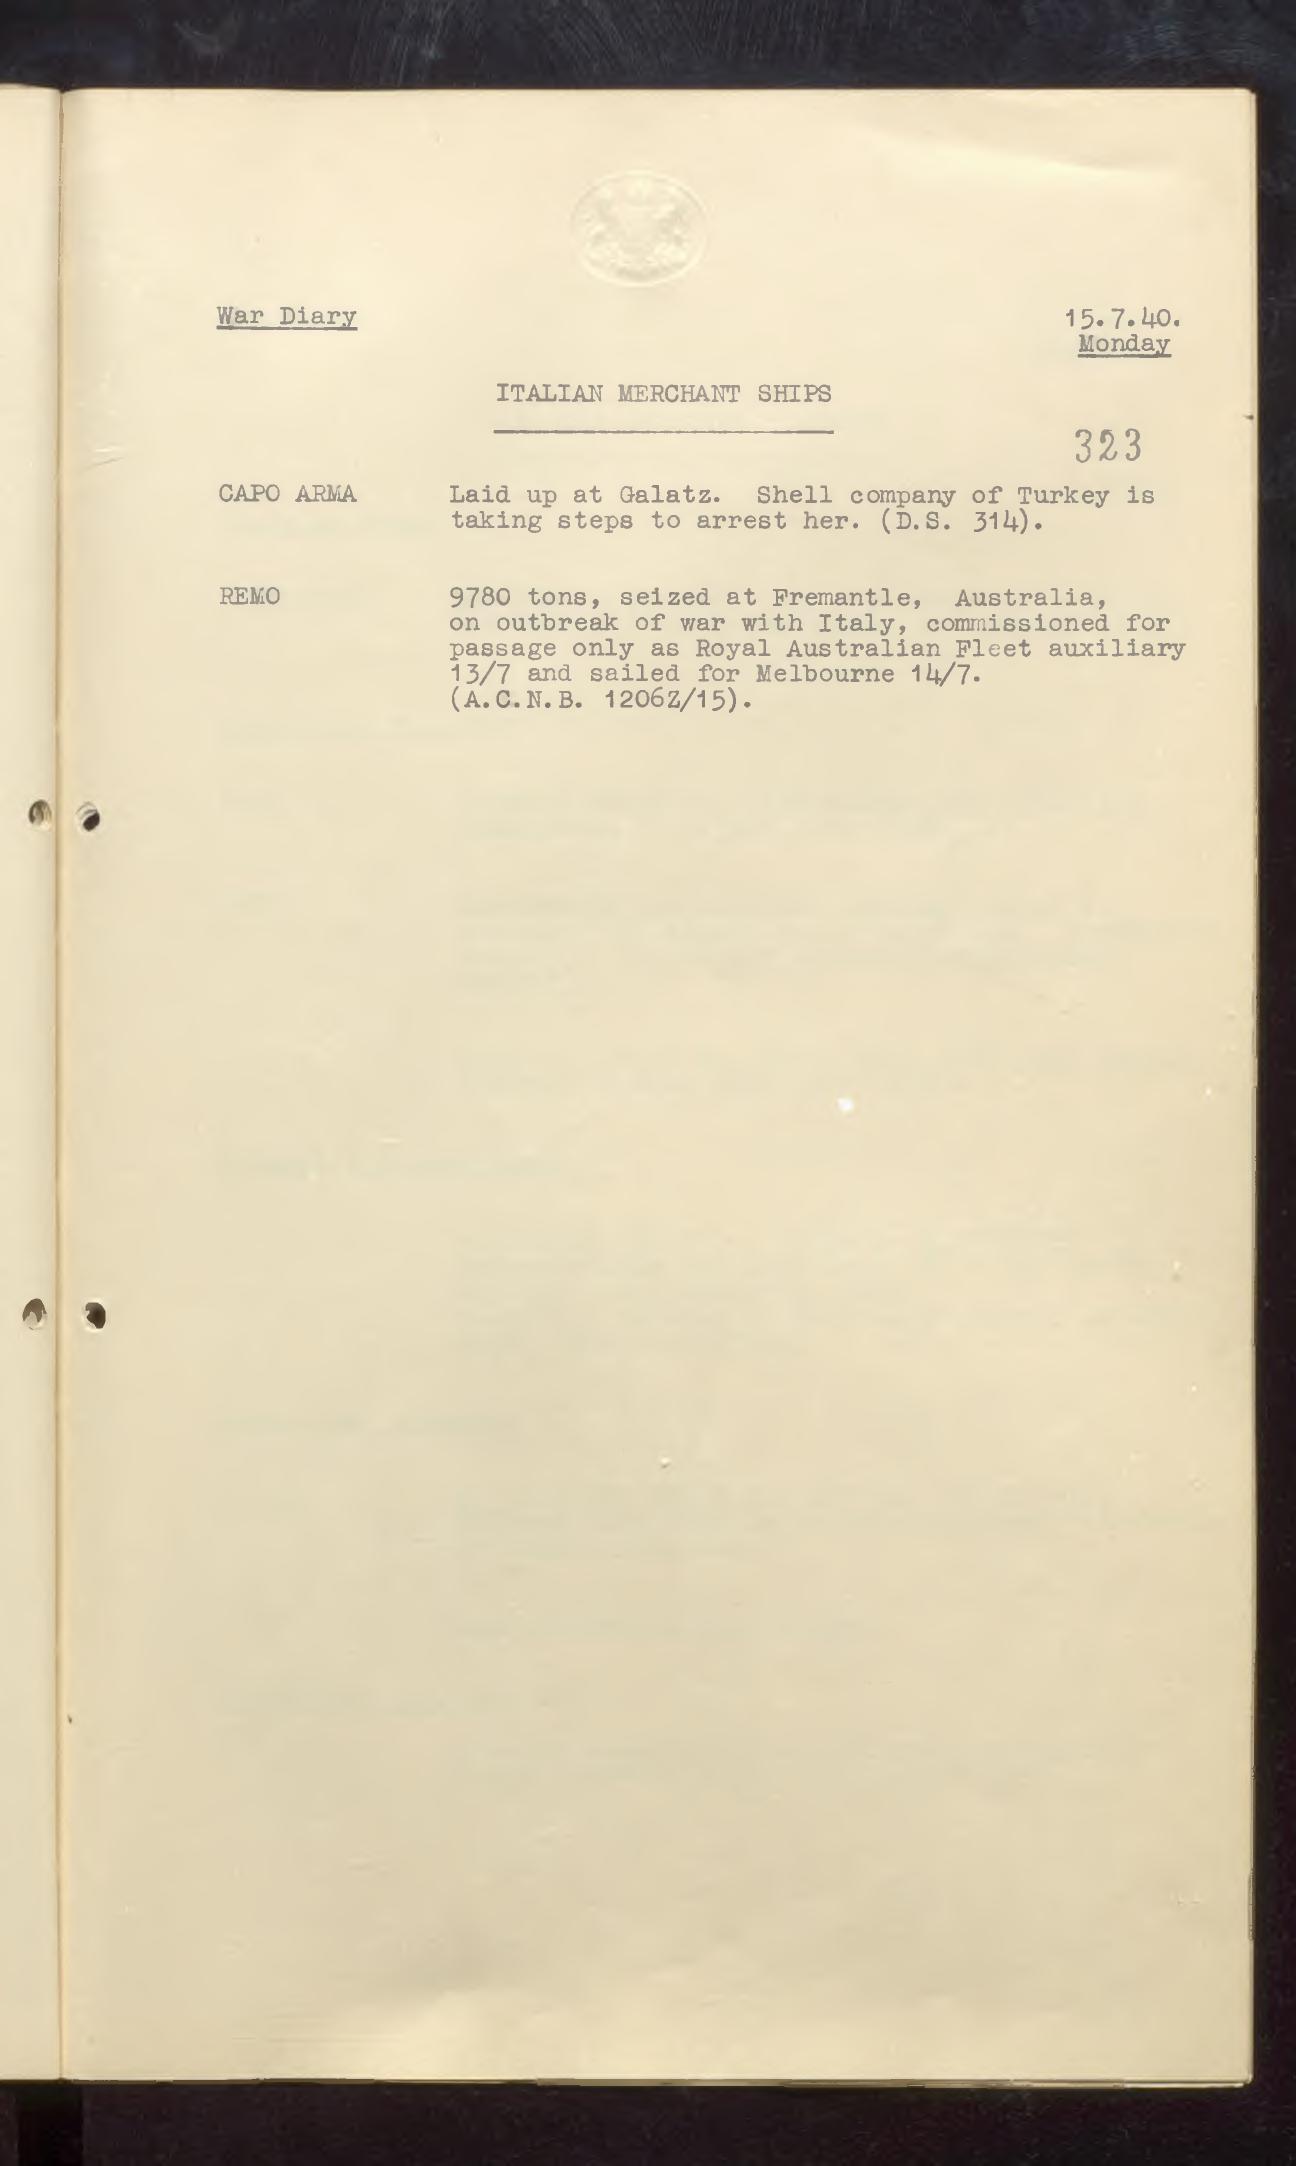 War Diary
15.7.40.
Monday
ITALIAN MERCHANT SHIPS
323
CAPO ARMA Laid up at Galatz. Shell company of Turkey is
taking steps to arrest her. (D.S. 314).
REMO 9780 tons, seized at Fremantle, Australia,
on outbreak of war with Italy, commissioned for
passage only as Royal Australian Fleet auxiliary
13/7 and sailed for Melbourne 14/7.
(A.C.N.B. 1206Z/15).